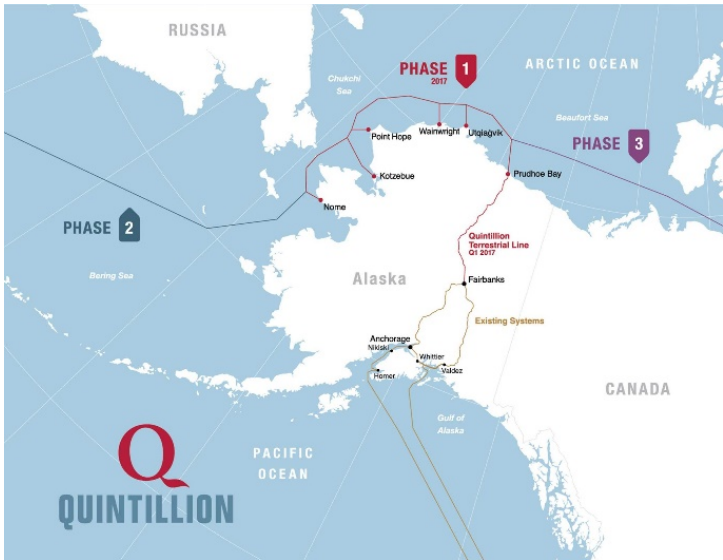 RUSSIA
CANADA
ARCTIC OCEAN
Chukchi
Sea
PHASE 1
2017
Beaufort Sea
Point Hope
Wainwright
Utqiaġvik
PHASE 3
Kotzebue
Prudhoe Bay
Nome
PHASE 2
Quintillion
Terrestrial Line
Q1 2017
Bering Sea
Alaska
Fairbanks
Existing Systems
Anchorage
Nikiski
Whittier
Homer
Valdez
CANADA
Gulf of
Alaska
PACIFIC
OCEAN
Q
QUINTILLION